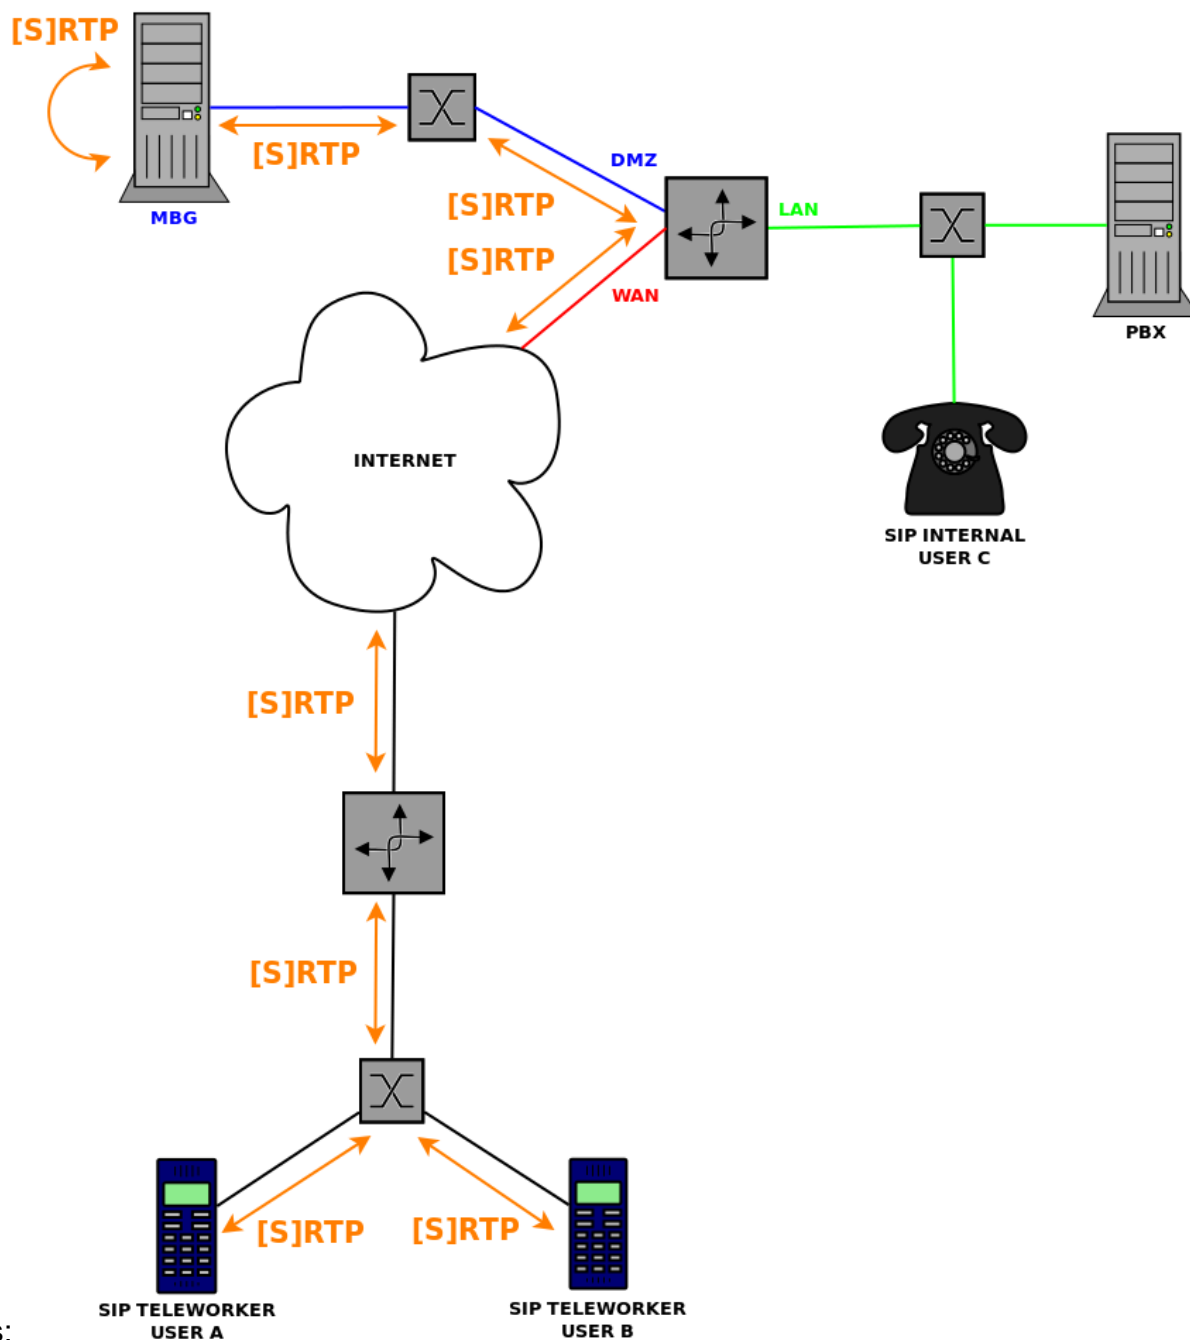 [S]RTP
[S]RTP
MBG
DMZ
[S]RTP
LAN
[S]RTP
WAN
PBX
INTERNET
SIP INTERNAL
USER C
[S]RTP
[S]RTP
[S]RTP
[S]RTP
SIP TELEWORKER
USER A
SIP TELEWORKER
USER B
s: